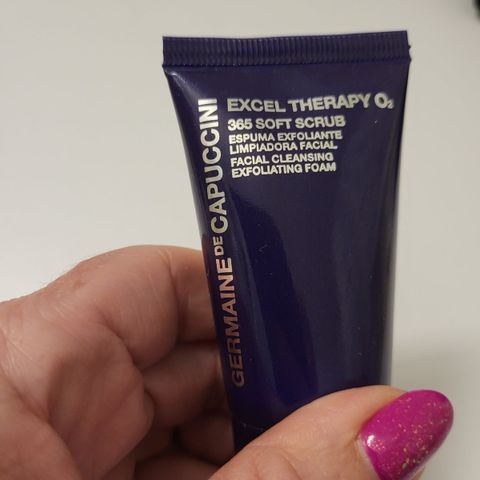 EXCEL THERAPY O₂
365 SOFT SCRUB
ESPUMA EXFOLIANTE
LIMPIADORA FACIAL
FACIAL CLEANSING
EXFOLIATING FOAM
GERMAINE DE CAPUCCINI